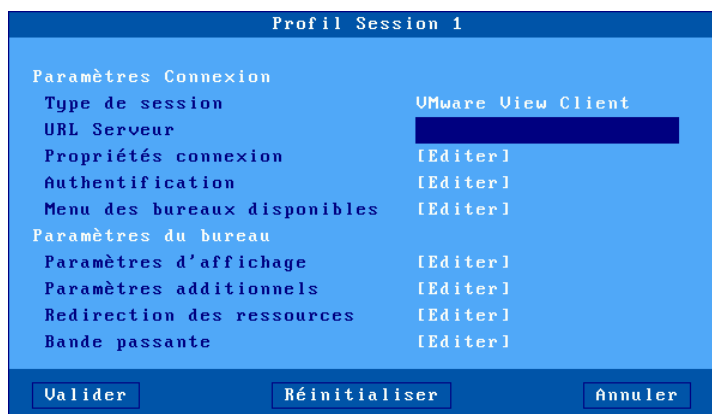 Profil Session 1
Paramètres Connexion
Type de session VMware View Client
URL Serveur
Propriétés connexion [Editer]
Authentification [Editer]
Menu des bureaux disponibles [Editer]
Paramètres du bureau
Paramètres d'affichage [Editer]
Paramètres additionnels [Editer]
Redirection des ressources [Editer]
Bande passante [Editer]
Valider Réinitialiser Annuler